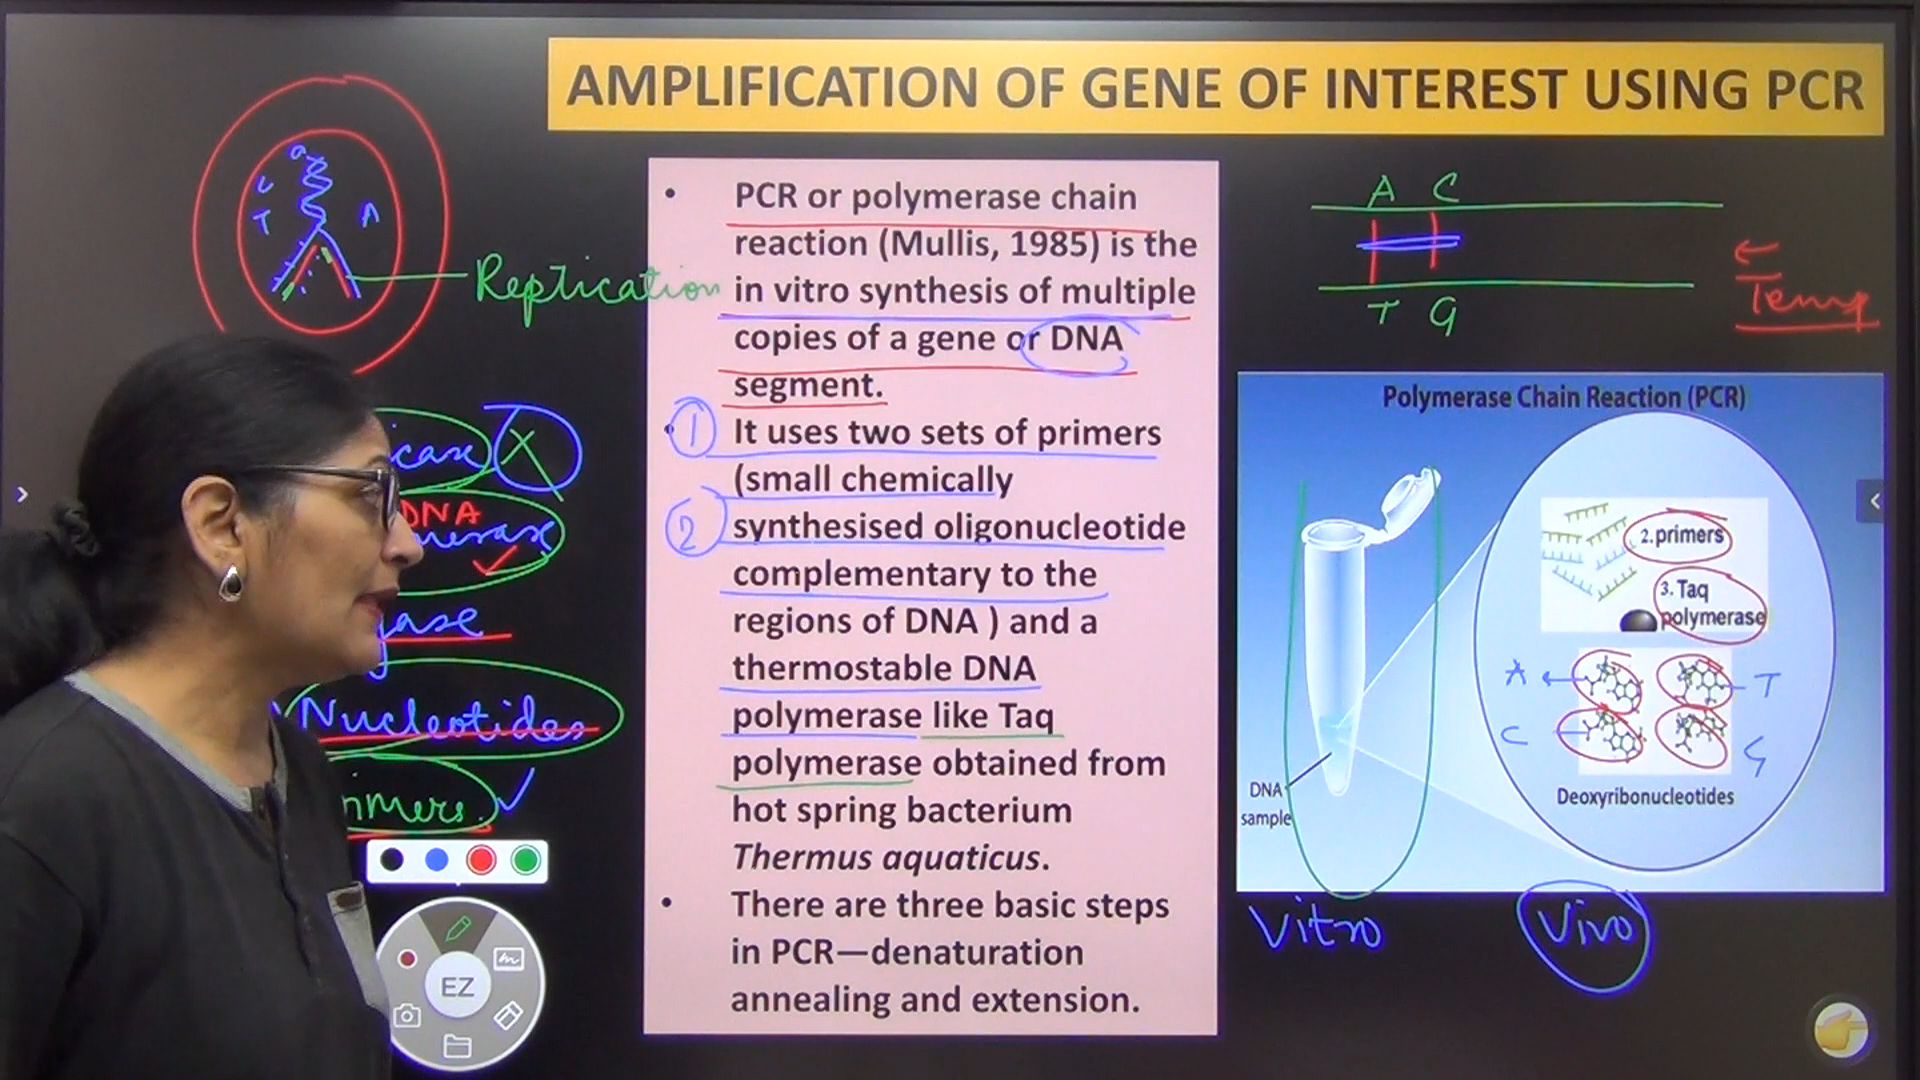 AMPLIFICATION OF GENE OF INTEREST USING PCR
Replication
DNA
Nucleotides
• PCR or polymerase chain
reaction (Mullis, 1985) is the
in vitro synthesis of multiple
copies of a gene or DNA
segment.
• 1 It uses two sets of primers
(small chemically
2 synthesised oligonucleotide
complementary to the
regions of DNA ) and a
thermostable DNA
polymerase like Taq
polymerase obtained from
hot spring bacterium
Thermus aquaticus.
• There are three basic steps
in PCR—denaturation
annealing and extension.
EZ
A C
T G
Temp
Polymerase Chain Reaction (PCR)
2. primers
3. Taq
polymerase
A T
C G
Deoxyribonucleotides
DNA
sample
Vitro Vivo